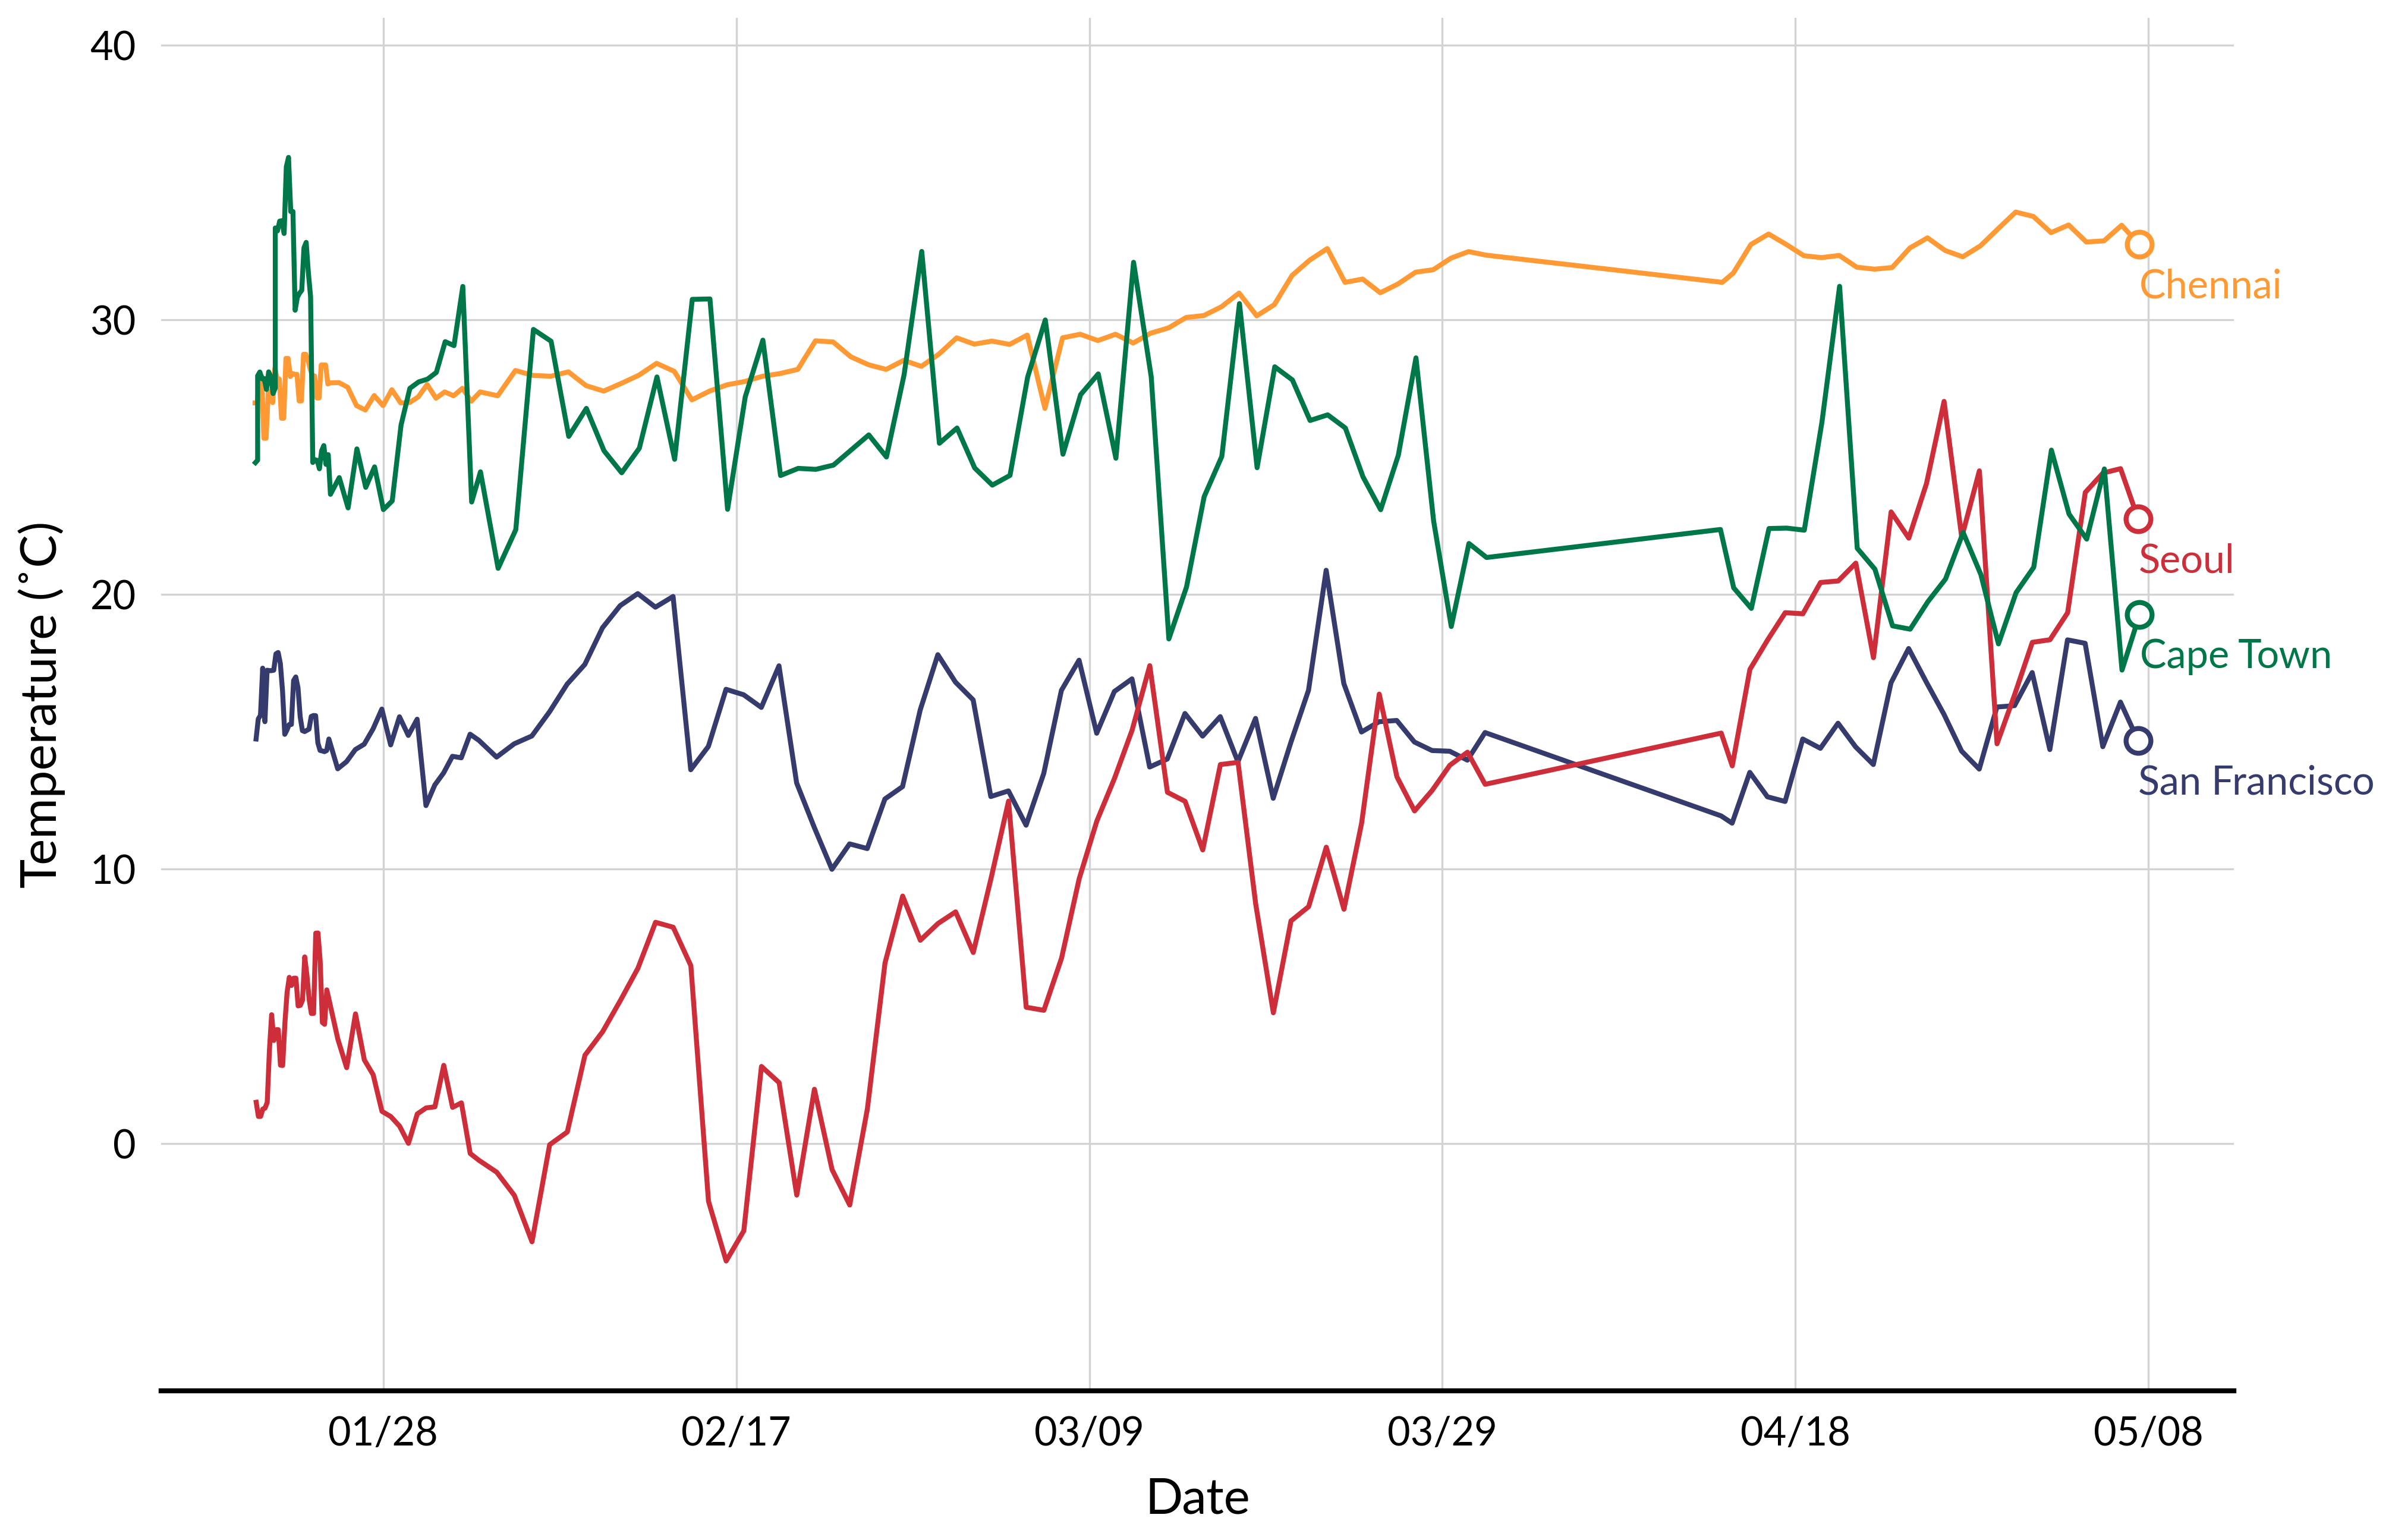 40
30
20
10
0
Temperature (˚C)
Chennai
Seoul
Cape Town
San Francisco
01/28 02/17 03/09 03/29 04/18 05/08
Date